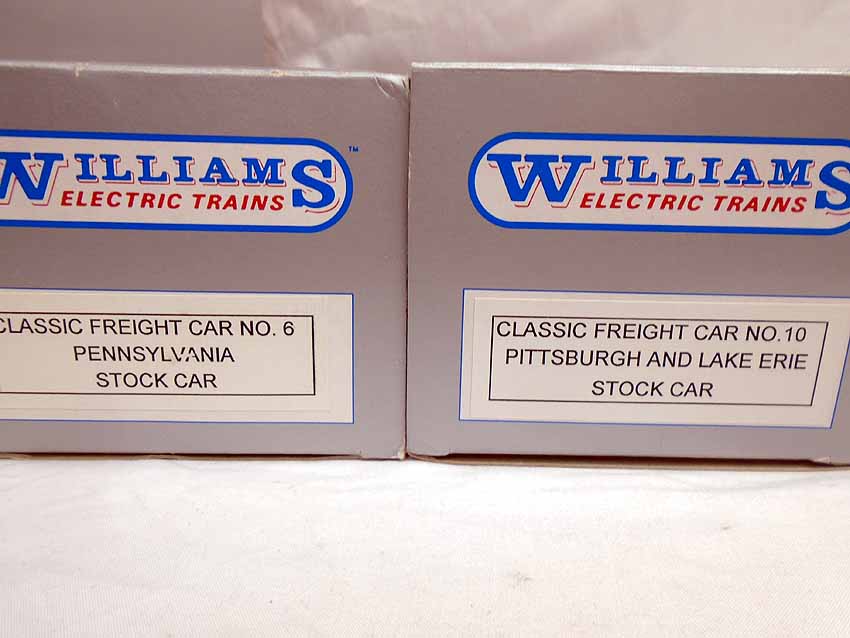 WILLIAMS™
ELECTRIC TRAINS
CLASSIC FREIGHT CAR NO. 6
PENNSYLVANIA
STOCK CAR
WILLIAMS
ELECTRIC TRAINS
CLASSIC FREIGHT CAR NO.10
PITTSBURGH AND LAKE ERIE
STOCK CAR